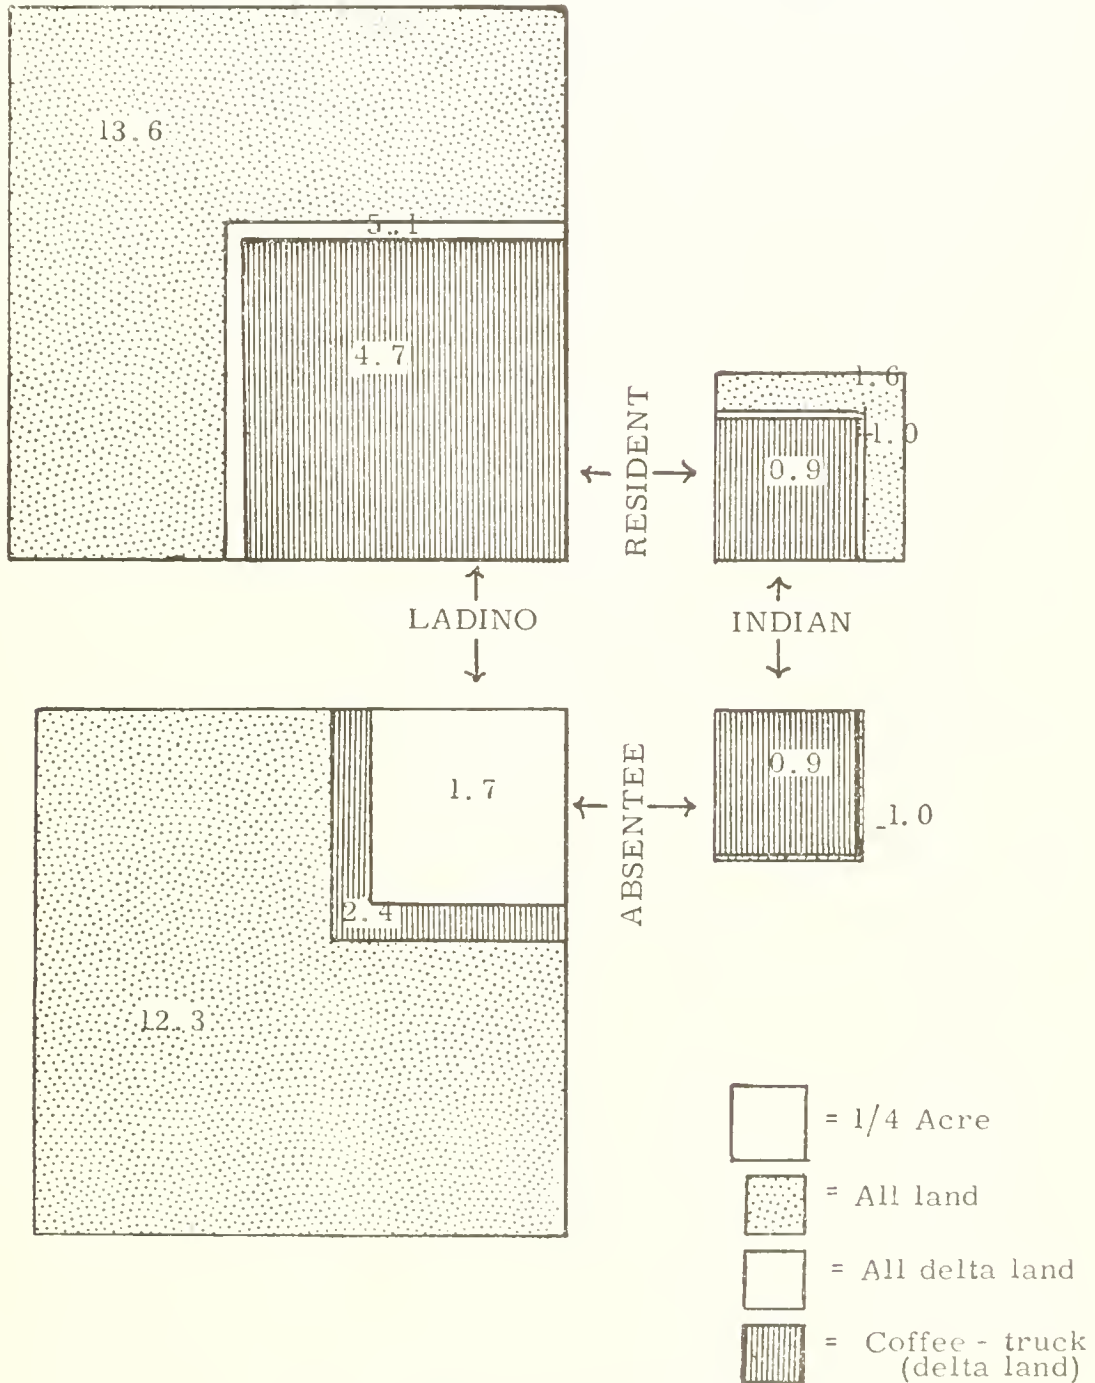 13.6
5.1
4.7
1.6
1.0
0.9
RESIDENT
LADINO
INDIAN
1.7
2.4
12.3
ABSENTEE
0.9
1.0
= 1/4 Acre
= All land
= All delta land
= Coffee - truck
(delta land)